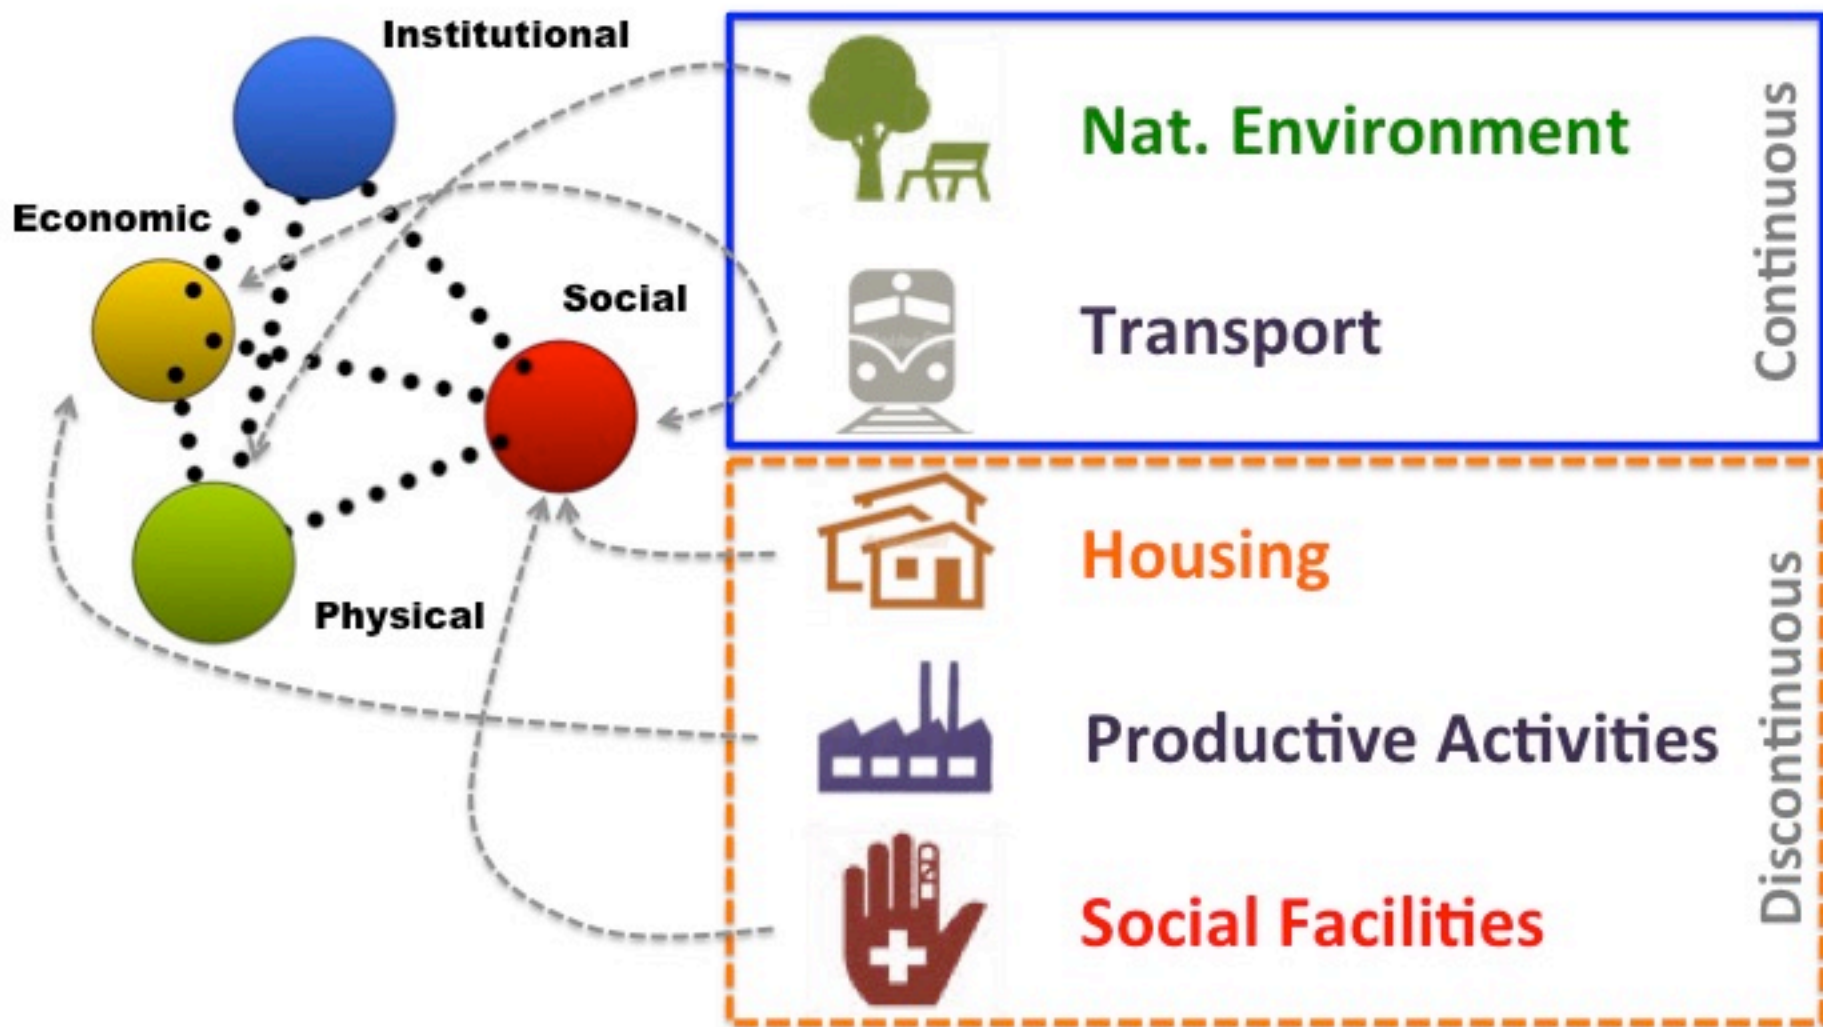 Institutional
Economic
Social
Physical
Nat. Environment
Transport
Continuous
Housing
Productive Activities
Social Facilities
Discontinuous